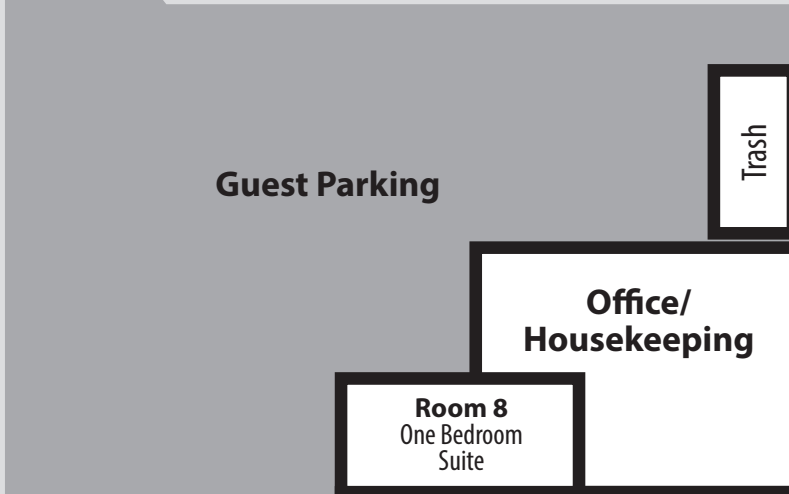 Trash
Guest Parking
Office/
Housekeeping
Room 8
One Bedroom
Suite